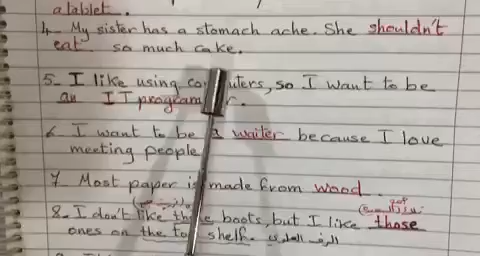 a tablet.
4- My sister has a stomach ache. She shouldn't
eat so much cake.
5- I like using computers, so I want to be
an IT programmer.
6- I want to be a waiter because I love
meeting people
7- Most paper is made from wood.
8- I don't like these boots, but I like those
ones on the top shelf. الرف العلوي